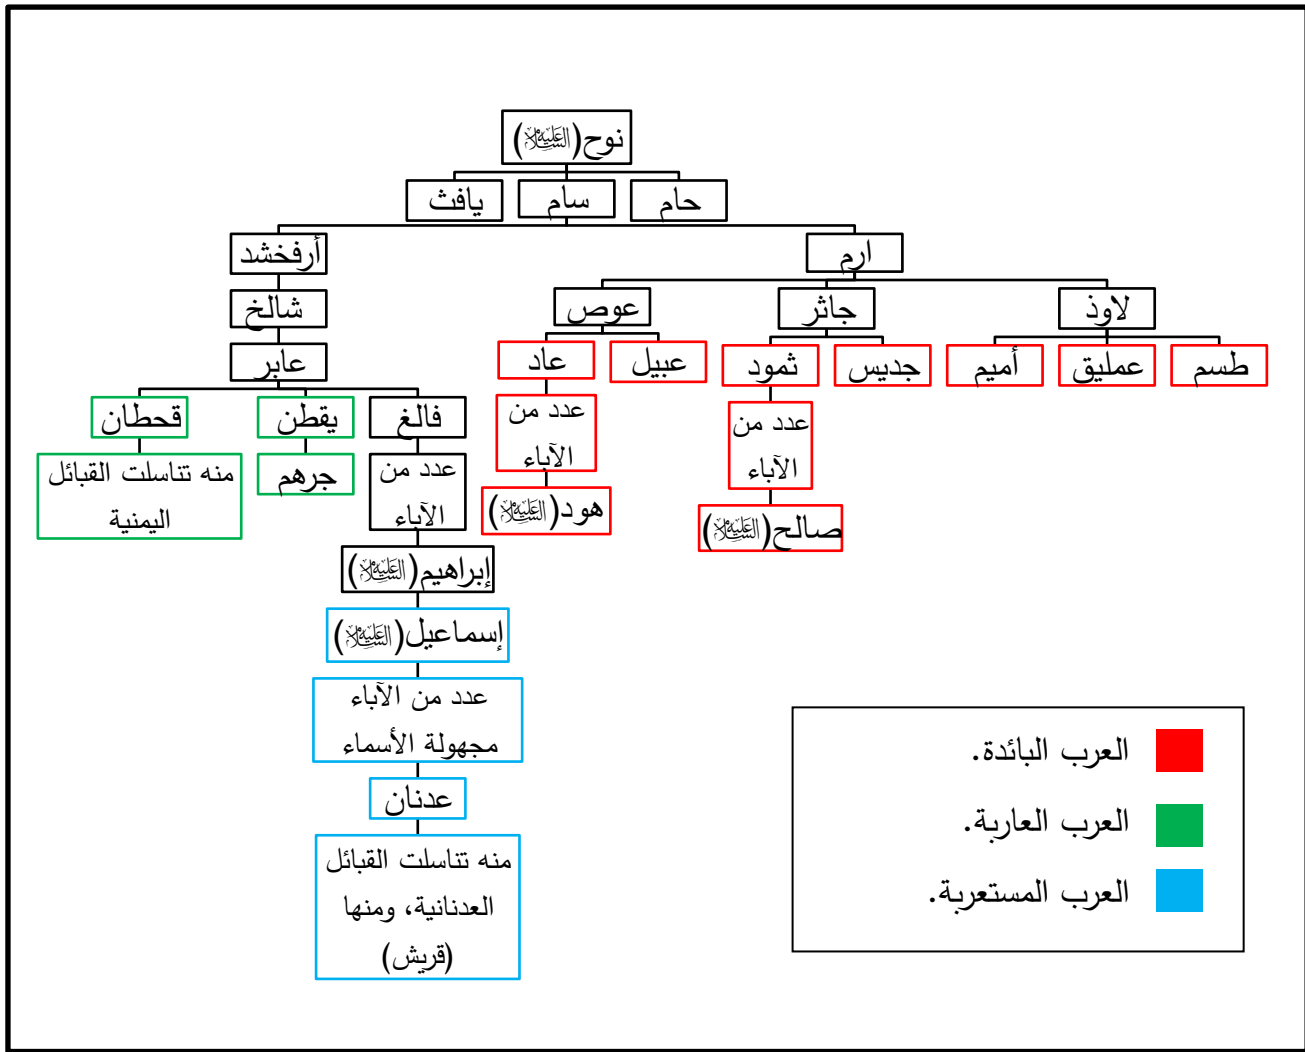 نوح(عليه السلام)
حام
سام
يافث
ارم
أرفخشد
لاوذ
جاثر
عوص
شالخ
طسم
عمليق
أميم
جديس
ثمود
عبيل
عاد
عابر
عدد من
الآباء
صالح(عليه السلام)
عدد من
الآباء
هود(عليه السلام)
فالغ
يقطن
قحطان
عدد من
الآباء
جرهم
منه تتاسلت القبائل
اليمنية
إبراهيم(عليه السلام)
إسماعيل(عليه السلام)
عدد من الآباء
مجهولة الأسماء
عدنان
منه تتاسلت القبائل
العدنانية، ومنها
(قريش)
العرب البائدة.
العرب العاربة.
العرب المستعربة.